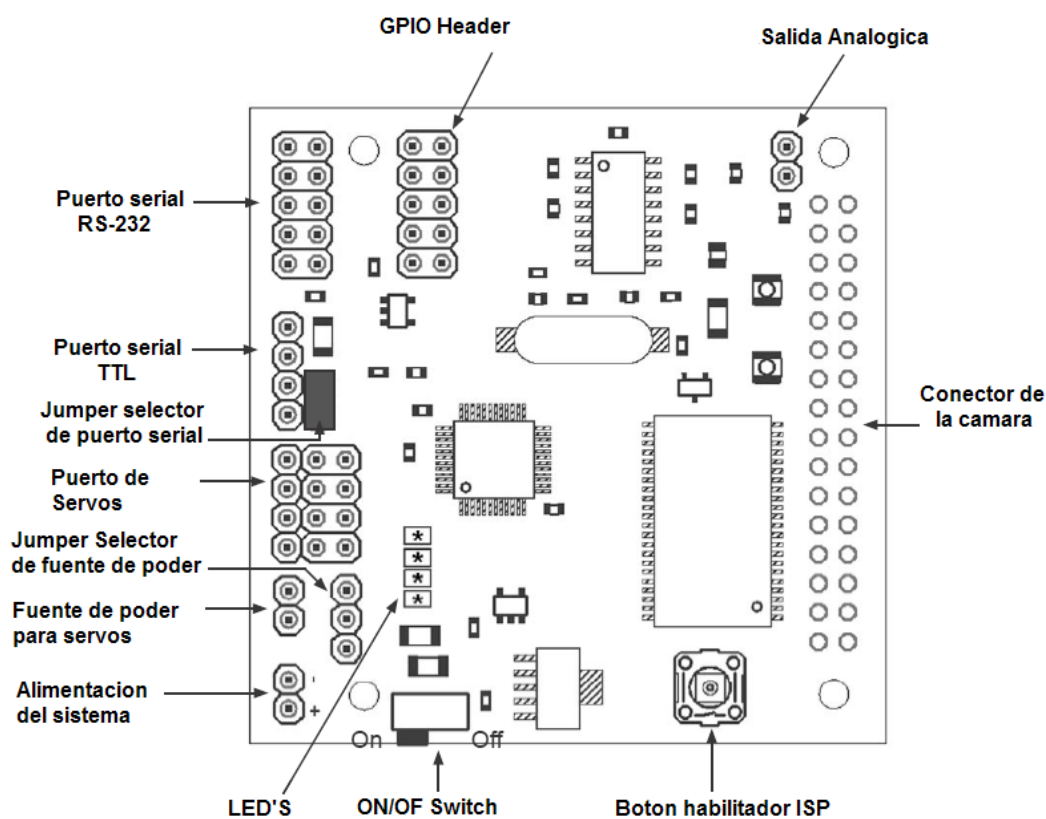 GPIO Header
Salida Analogica
Puerto serial
RS-232
Puerto serial
TTL
Jumper selector
de puerto serial
Conector de
la camara
Puerto de
Servos
Jumper Selector
de fuente de poder
Fuente de poder
para servos
Alimentacion
del sistema
-
+
On
Off
LED'S
ON/OF Switch
Boton habilitador ISP